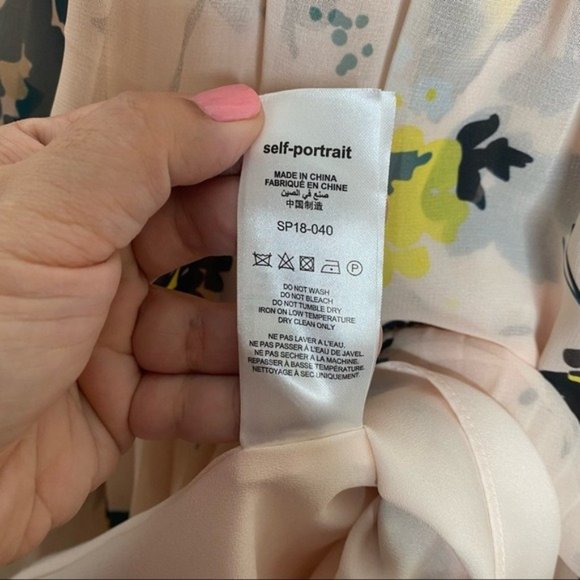 self-portrait
MADE IN CHINA
FABRIQUÉ EN CHINE
صنع في الصين
中国制造
SP18-040
P
DO NOT WASH
DO NOT BLEACH
DO NOT TUMBLE DRY
IRON ON LOW TEMPERATURE
DRY CLEAN ONLY
NE PAS LAVER A L'EAU.
NE PAS PASSER À L'EAU DE JAVEL.
NE PAS SECHER A LA MACHINE.
REPASSER À BASSE TEMPÉRATURE
NETTOYAGE À SEC UNIQUEMENT.